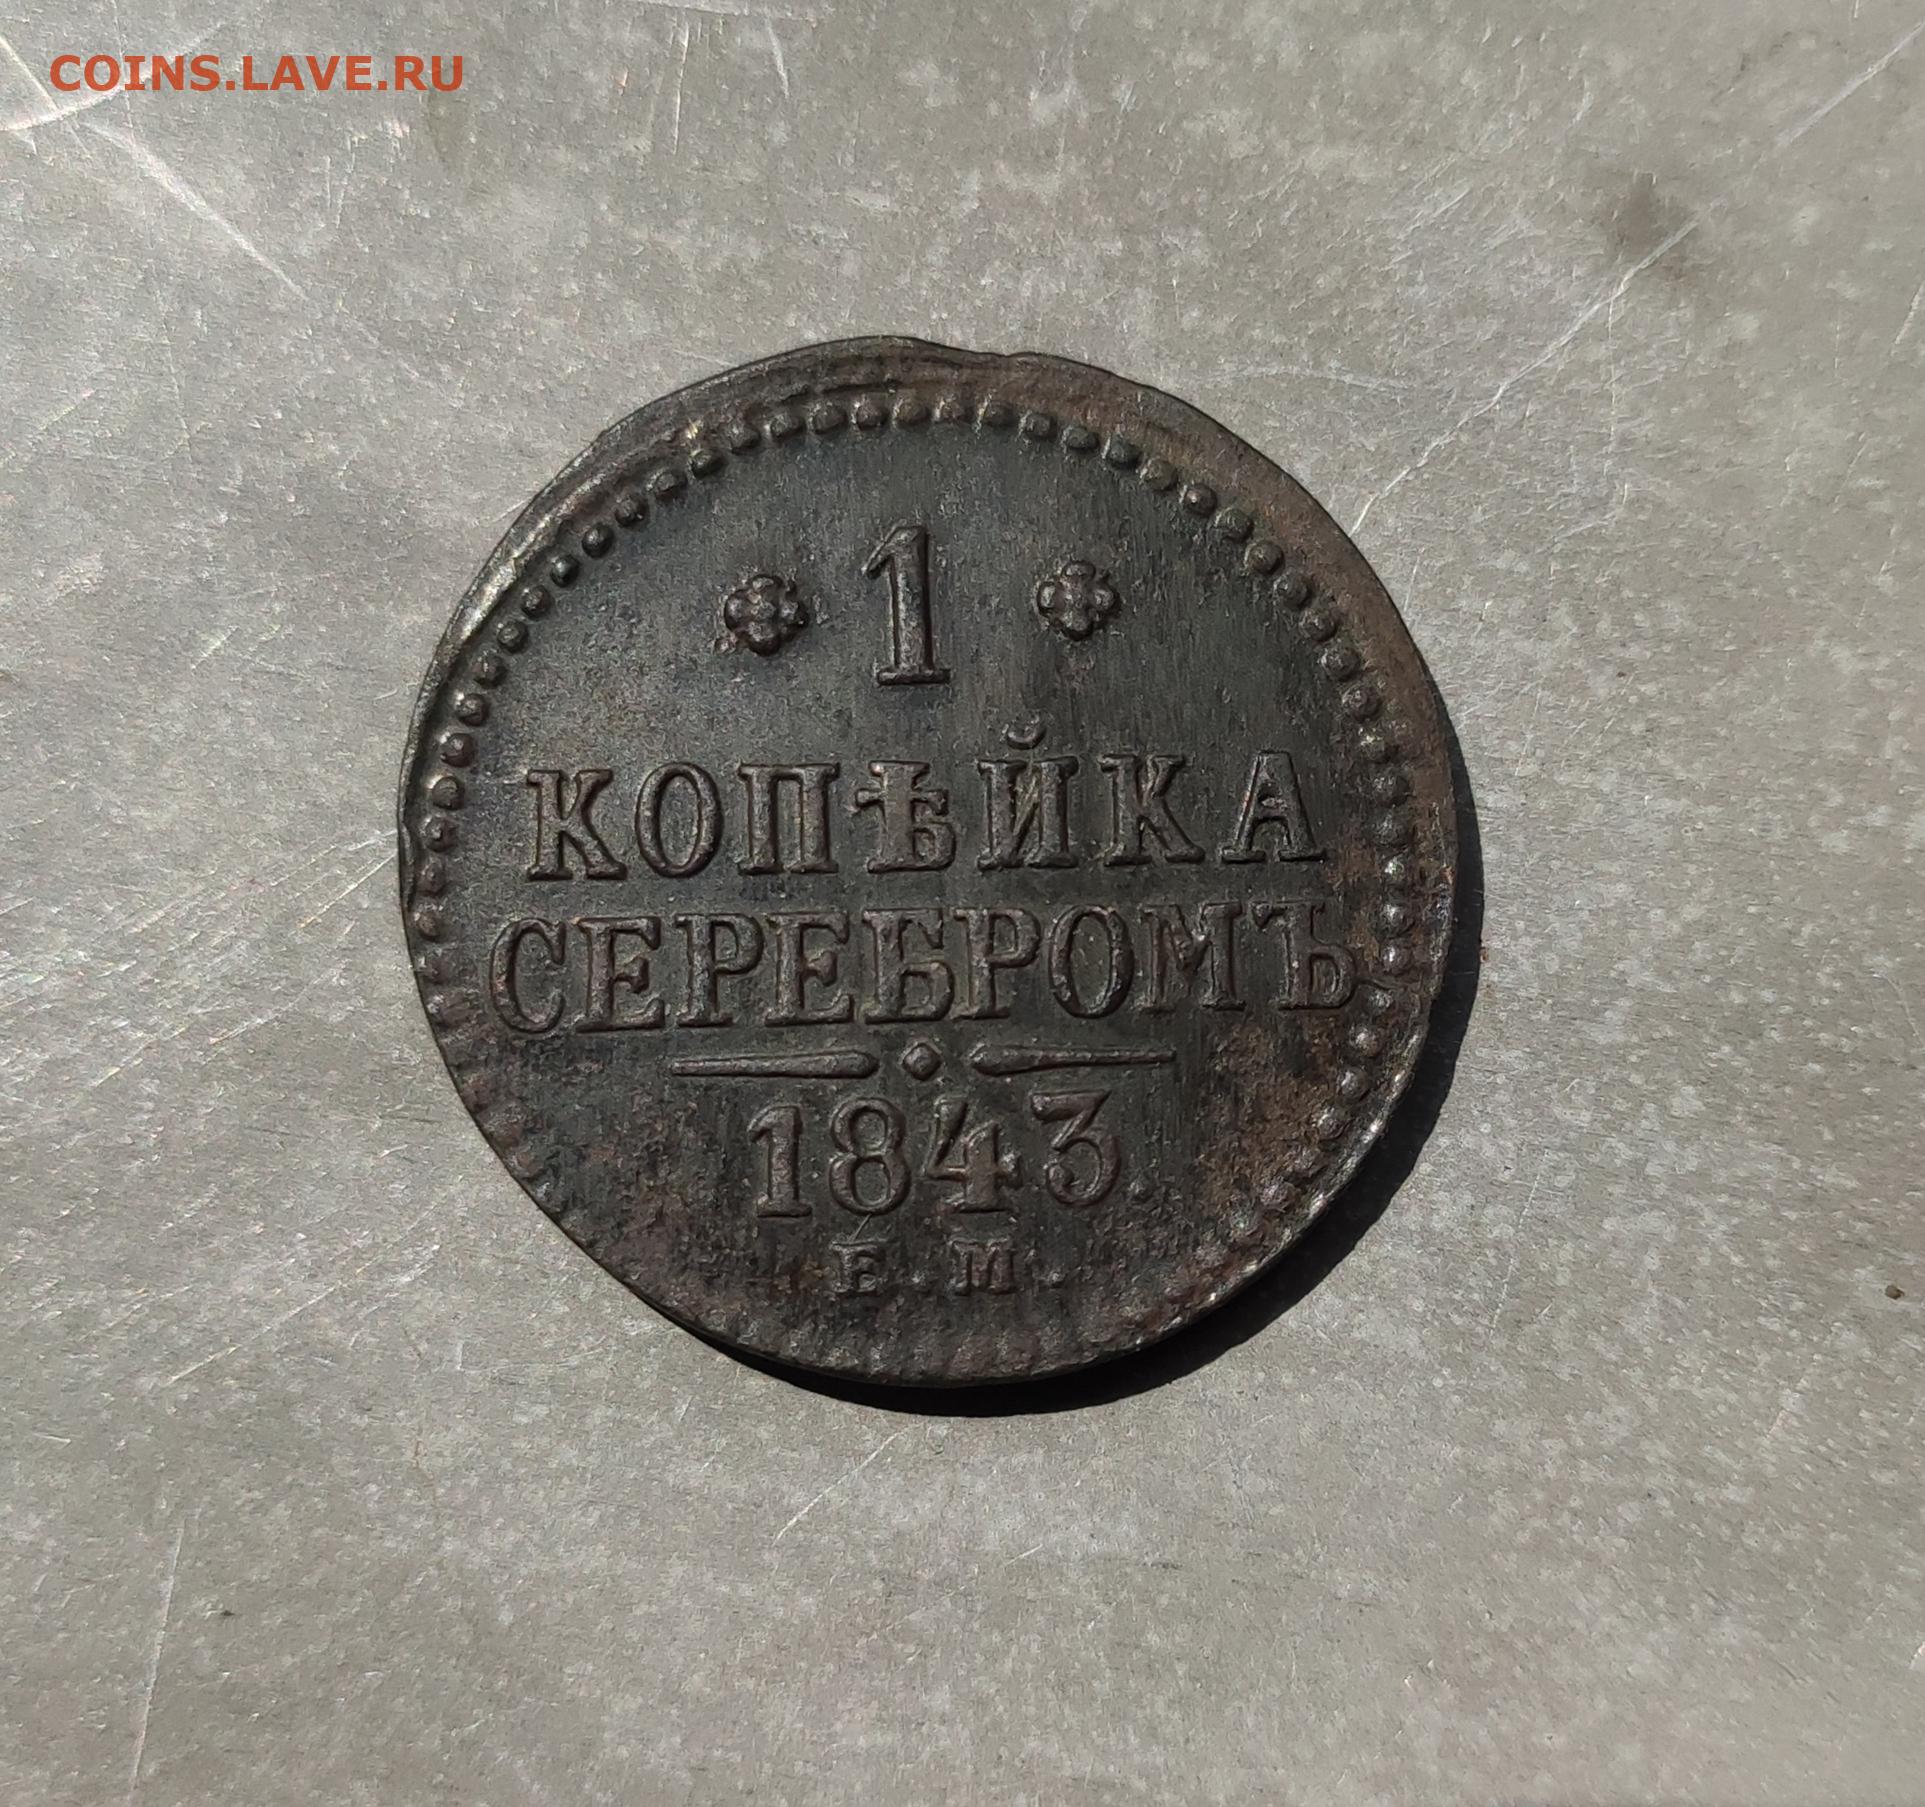 COINS.LAVE.RU
1
КОПѢЙКА
СЕРЕБРОМЪ
1843.
Е.М.